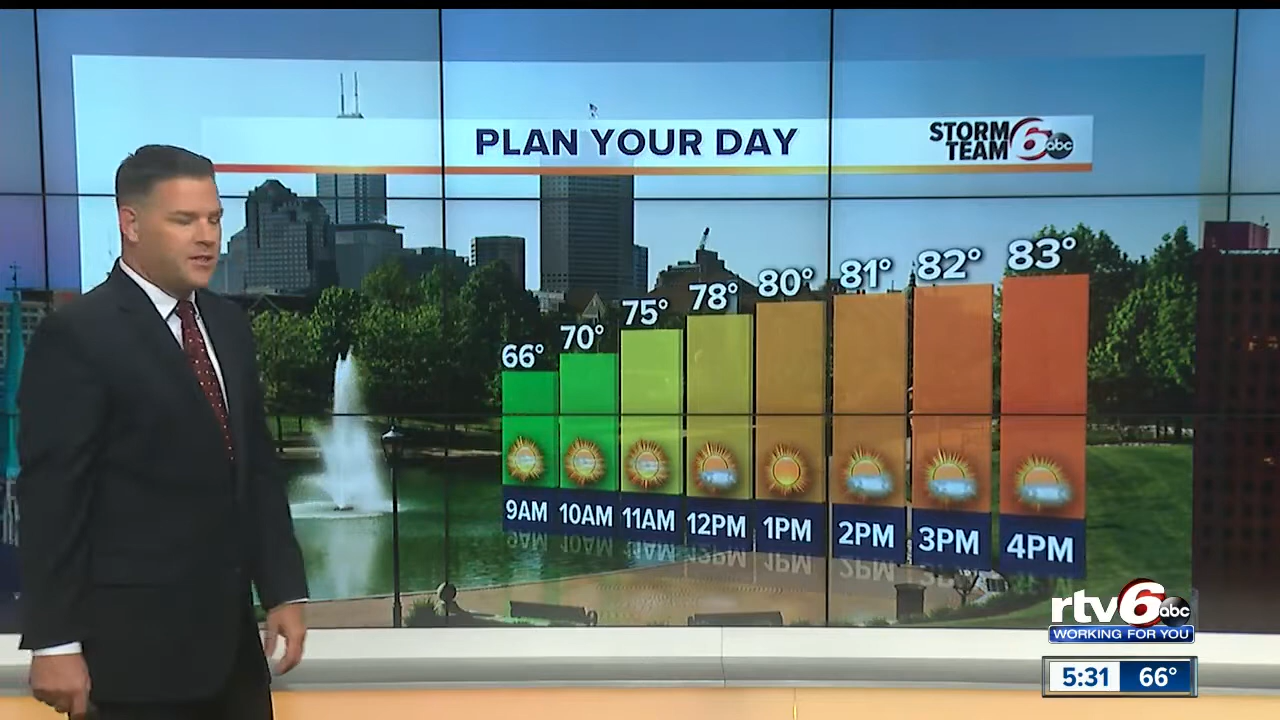 PLAN YOUR DAY
STORM
TEAM 6 abc
66° 70° 75° 78° 80° 81° 82° 83°
9AM 10AM 11AM 12PM 1PM 2PM 3PM 4PM
rtv6 abc
WORKING FOR YOU
5:31 66°